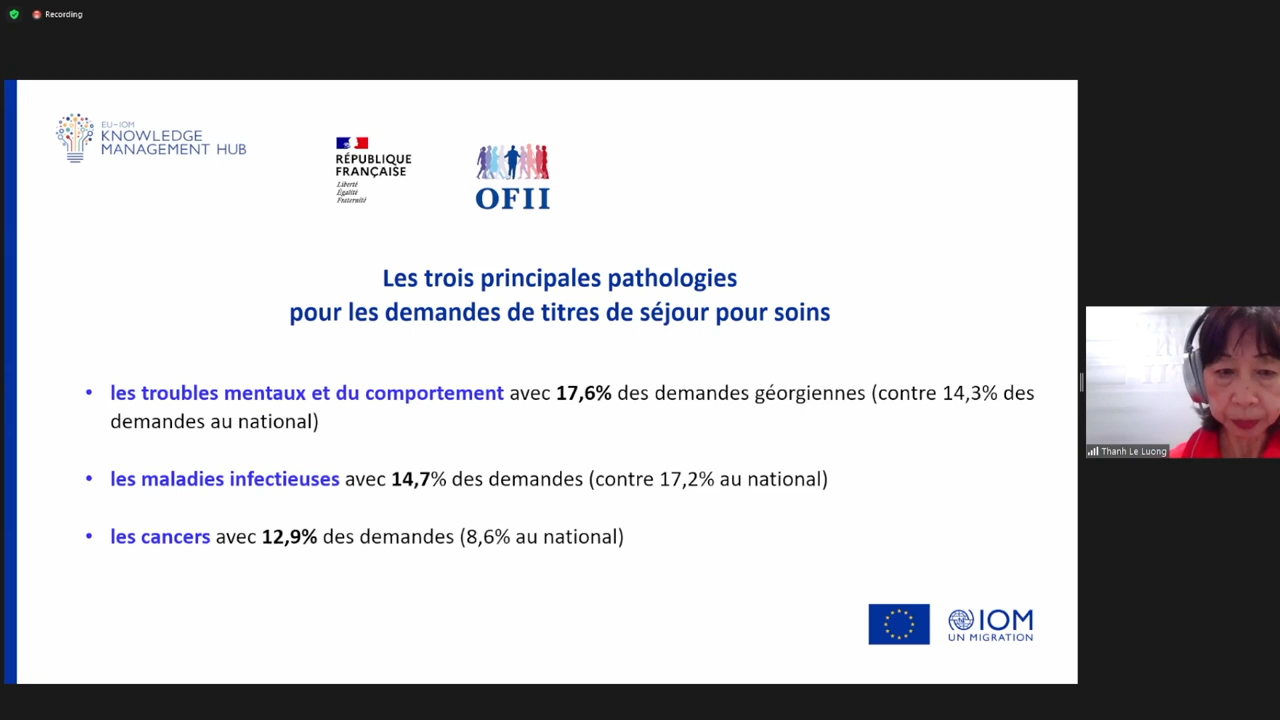 Recording
EU-IOM
KNOWLEDGE
MANAGEMENT HUB
RÉPUBLIQUE
FRANÇAISE
Liberté
Égalité
Fraternité
OFII
Les trois principales pathologies
pour les demandes de titres de séjour pour soins
• les troubles mentaux et du comportement avec 17,6% des demandes géorgiennes (contre 14,3% des
demandes au national)
• les maladies infectieuses avec 14,7% des demandes (contre 17,2% au national)
• les cancers avec 12,9% des demandes (8,6% au national)
Thanh Le Luong
IOM
UN MIGRATION